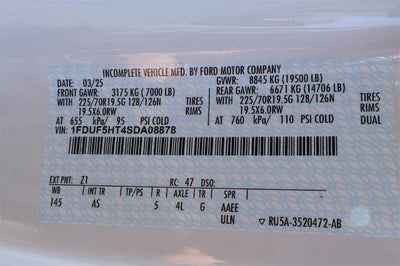 INCOMPLETE VEHICLE MFD. BY FORD MOTOR COMPANY
DATE: 03/25 GVWR: 8845 KG (19500 LB)
FRONT GAWR: 3175 KG (7000 LB) REAR GAWR: 6671 KG (14706 LB)
WITH 225/70R19.5G 128/126N TIRES WITH 225/70R19.5G 128/126N TIRES
19.5X6.0RW RIMS 19.5X6.0RW RIMS
AT 655 kPa/ 95 PSI COLD AT 760 kPa/ 110 PSI COLD DUAL
VIN: 1FDUF5HT4SDA08878
EXT PNT: Z1 RC: 47 DSO:
WB INT TR TP/PS R AXLE TR SPR
145 AS 5 4L G AAEE
ULN RU5A-3520472-AB